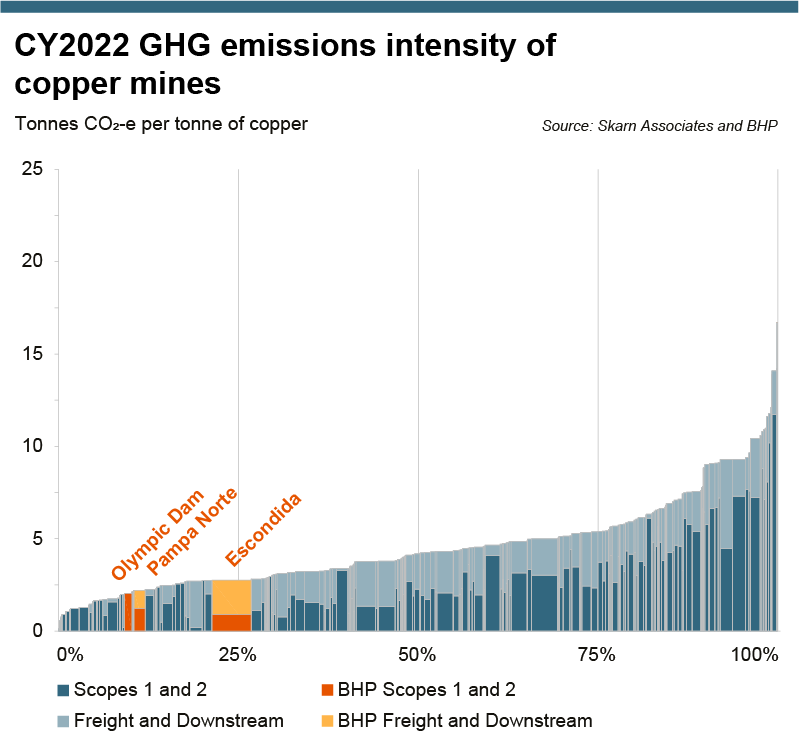 CY2022 GHG emissions intensity of
copper mines
Tonnes CO₂-e per tonne of copper
Source: Skarn Associates and BHP
25
20
15
10
5
0
Olympic Dam
Pampa Norte
Escondida
0%
25%
50%
75%
100%
Scopes 1 and 2
BHP Scopes 1 and 2
Freight and Downstream
BHP Freight and Downstream